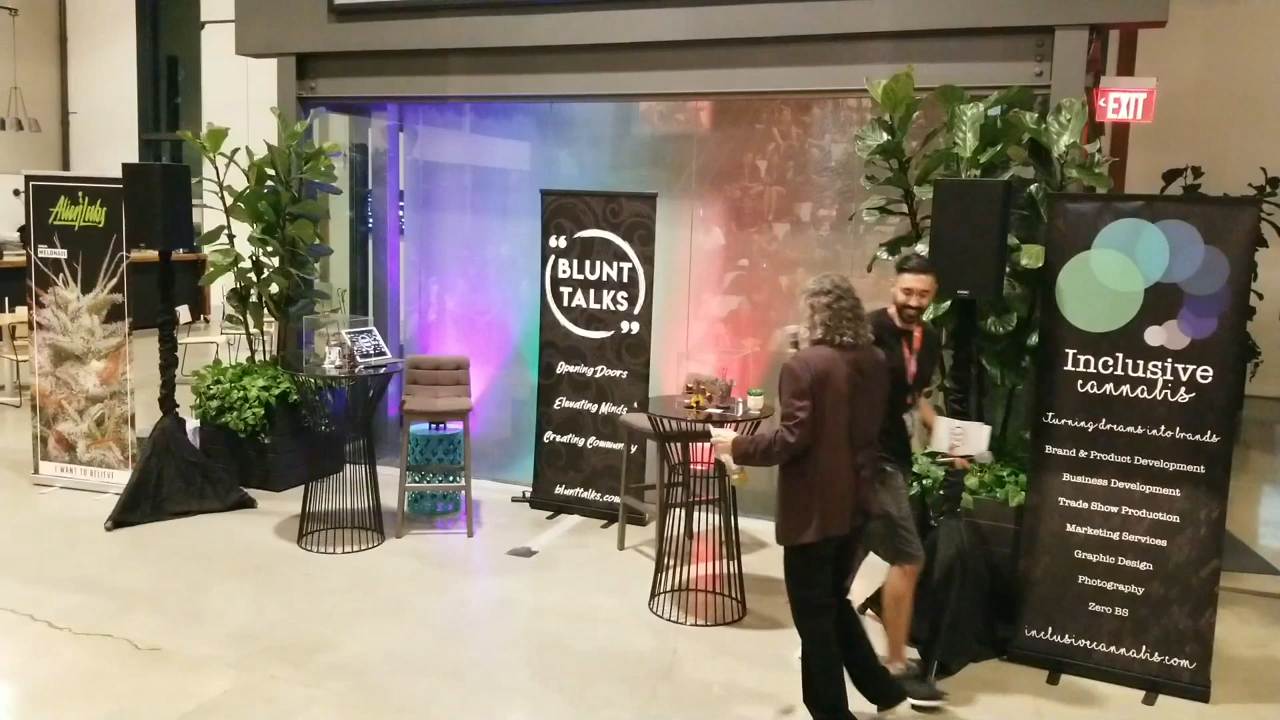 Alien Labs
MELONADE
I WANT TO BELIEVE
“ BLUNT
TALKS ”
Opening Doors
Elevating Minds
Creating Community
blunttalks.com
EXIT
Inclusive
cannabis
Turning dreams into brands
Brand & Product Development
Business Development
Trade Show Production
Marketing Services
Graphic Design
Photography
Zero BS
inclusivecannabis.com